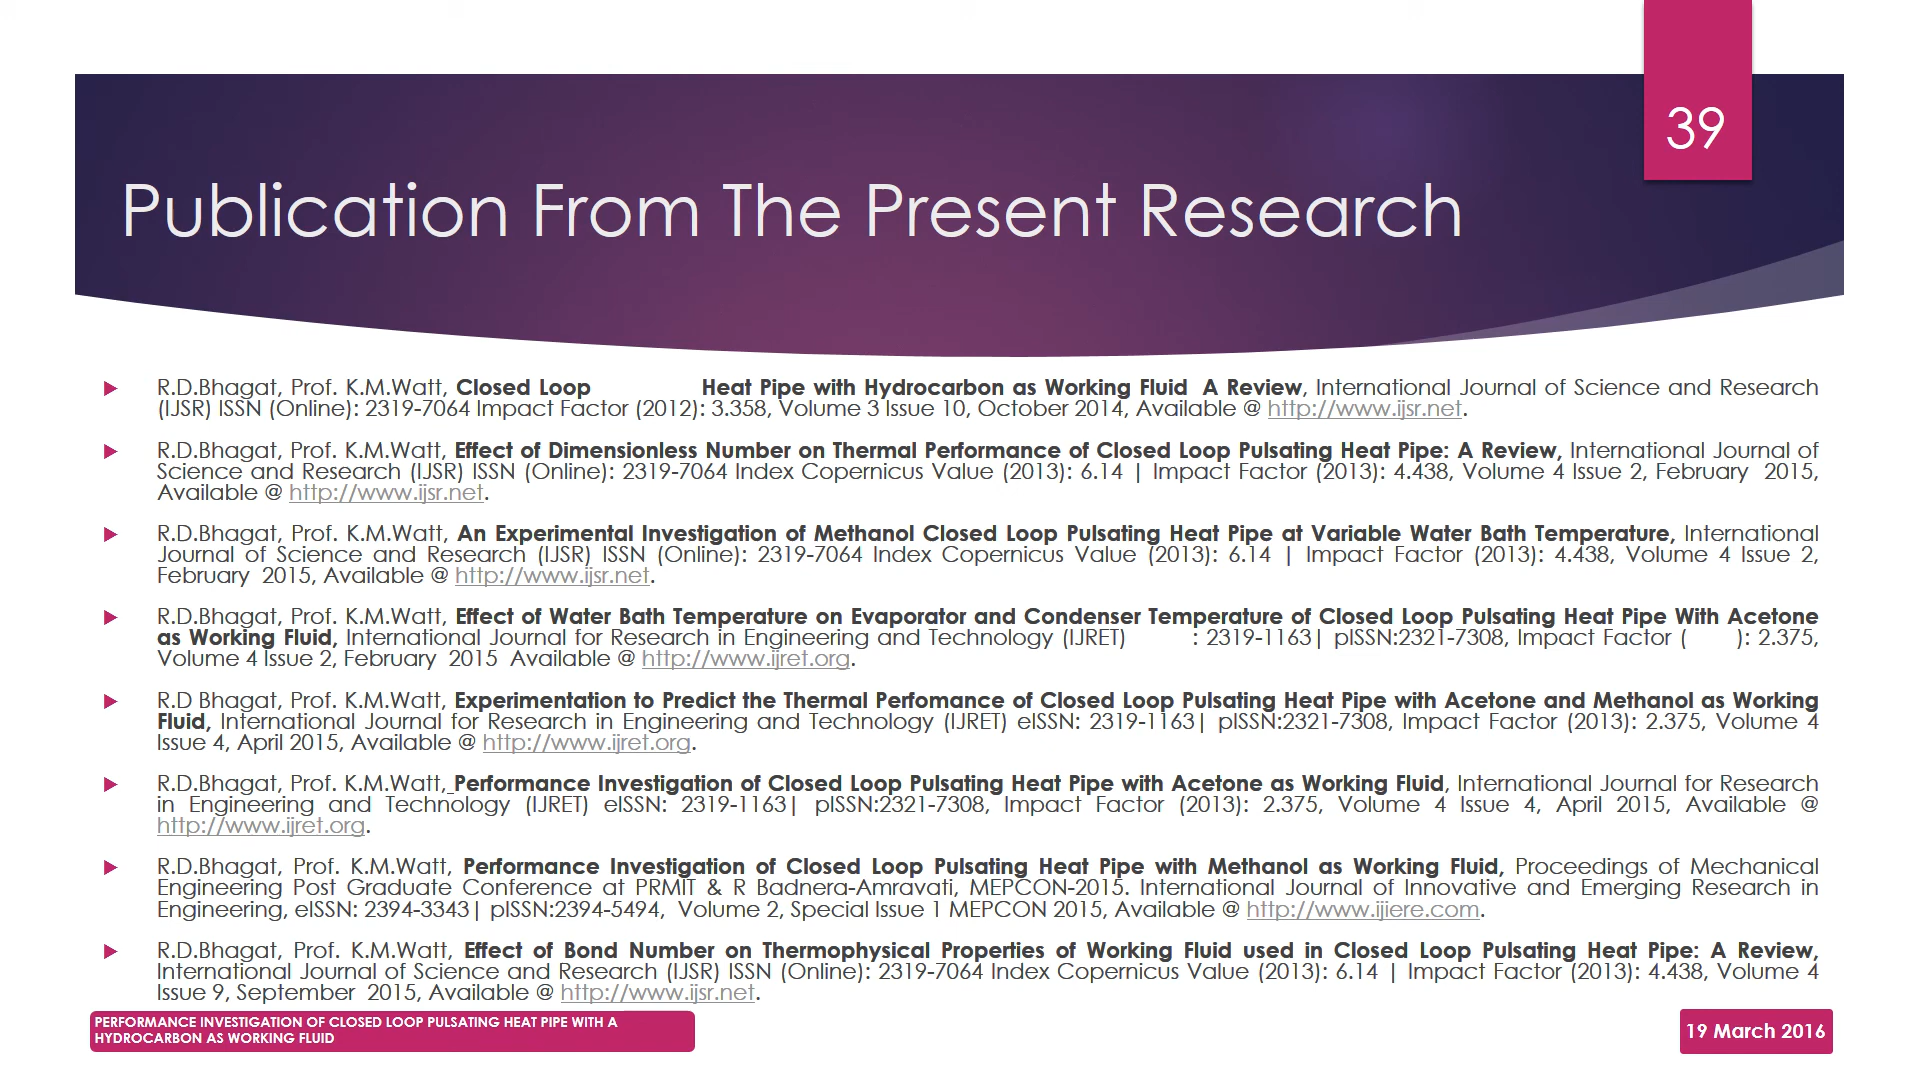 39
Publication From The Present Research
R.D.Bhagat, Prof. K.M.Watt, Closed Loop Heat Pipe with Hydrocarbon as Working Fluid A Review, International Journal of Science and Research
(IJSR) ISSN (Online): 2319-7064 Impact Factor (2012): 3.358, Volume 3 Issue 10, October 2014, Available @ http://www.ijsr.net.
R.D.Bhagat, Prof. K.M.Watt, Effect of Dimensionless Number on Thermal Performance of Closed Loop Pulsating Heat Pipe: A Review, International Journal of
Science and Research (IJSR) ISSN (Online): 2319-7064 Index Copernicus Value (2013): 6.14 | Impact Factor (2013): 4.438, Volume 4 Issue 2, February 2015,
Available @ http://www.ijsr.net.
R.D.Bhagat, Prof. K.M.Watt, An Experimental Investigation of Methanol Closed Loop Pulsating Heat Pipe at Variable Water Bath Temperature, International
Journal of Science and Research (IJSR) ISSN (Online): 2319-7064 Index Copernicus Value (2013): 6.14 | Impact Factor (2013): 4.438, Volume 4 Issue 2,
February 2015, Available @ http://www.ijsr.net.
R.D.Bhagat, Prof. K.M.Watt, Effect of Water Bath Temperature on Evaporator and Condenser Temperature of Closed Loop Pulsating Heat Pipe With Acetone
as Working Fluid, International Journal for Research in Engineering and Technology (IJRET) : 2319-1163| pISSN:2321-7308, Impact Factor ( ): 2.375,
Volume 4 Issue 2, February 2015 Available @ http://www.ijret.org.
R.D Bhagat, Prof. K.M.Watt, Experimentation to Predict the Thermal Perfomance of Closed Loop Pulsating Heat Pipe with Acetone and Methanol as Working
Fluid, International Journal for Research in Engineering and Technology (IJRET) eISSN: 2319-1163| pISSN:2321-7308, Impact Factor (2013): 2.375, Volume 4
Issue 4, April 2015, Available @ http://www.ijret.org.
R.D.Bhagat, Prof. K.M.Watt, Performance Investigation of Closed Loop Pulsating Heat Pipe with Acetone as Working Fluid, International Journal for Research
in Engineering and Technology (IJRET) eISSN: 2319-1163| pISSN:2321-7308, Impact Factor (2013): 2.375, Volume 4 Issue 4, April 2015, Available @
http://www.ijret.org.
R.D.Bhagat, Prof. K.M.Watt, Performance Investigation of Closed Loop Pulsating Heat Pipe with Methanol as Working Fluid, Proceedings of Mechanical
Engineering Post Graduate Conference at PRMIT & R Badnera-Amravati, MEPCON-2015. International Journal of Innovative and Emerging Research in
Engineering, eISSN: 2394-3343| pISSN:2394-5494, Volume 2, Special Issue 1 MEPCON 2015, Available @ http://www.ijiere.com.
R.D.Bhagat, Prof. K.M.Watt, Effect of Bond Number on Thermophysical Properties of Working Fluid used in Closed Loop Pulsating Heat Pipe: A Review,
International Journal of Science and Research (IJSR) ISSN (Online): 2319-7064 Index Copernicus Value (2013): 6.14 | Impact Factor (2013): 4.438, Volume 4
Issue 9, September 2015, Available @ http://www.ijsr.net.
PERFORMANCE INVESTIGATION OF CLOSED LOOP PULSATING HEAT PIPE WITH A
HYDROCARBON AS WORKING FLUID
19 March 2016